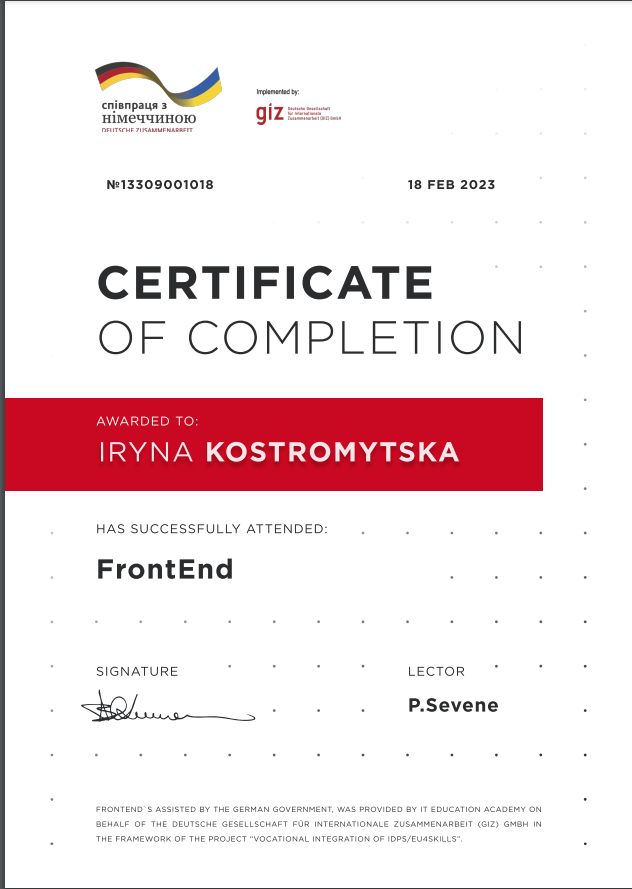 співпраця з
німеччиною
DEUTSCHE ZUSAMMENARBEIT
Implemented by:
giz
Deutsche Gesellschaft
für Internationale
Zusammenarbeit (GIZ) GmbH
№13309001018
18 FEB 2023
CERTIFICATE
OF COMPLETION
AWARDED TO:
IRYNA KOSTROMYTSKA
HAS SUCCESSFULLY ATTENDED:
FrontEnd
SIGNATURE
LECTOR
P.Sevene
FRONTEND`S ASSISTED BY THE GERMAN GOVERNMENT, WAS PROVIDED BY IT EDUCATION ACADEMY ON
BEHALF OF THE DEUTSCHE GESELLSCHAFT FÜR INTERNATIONALE ZUSAMMENARBEIT (GIZ) GMBH IN
THE FRAMEWORK OF THE PROJECT “VOCATIONAL INTEGRATION OF IDPS/EU4SKILLS”.